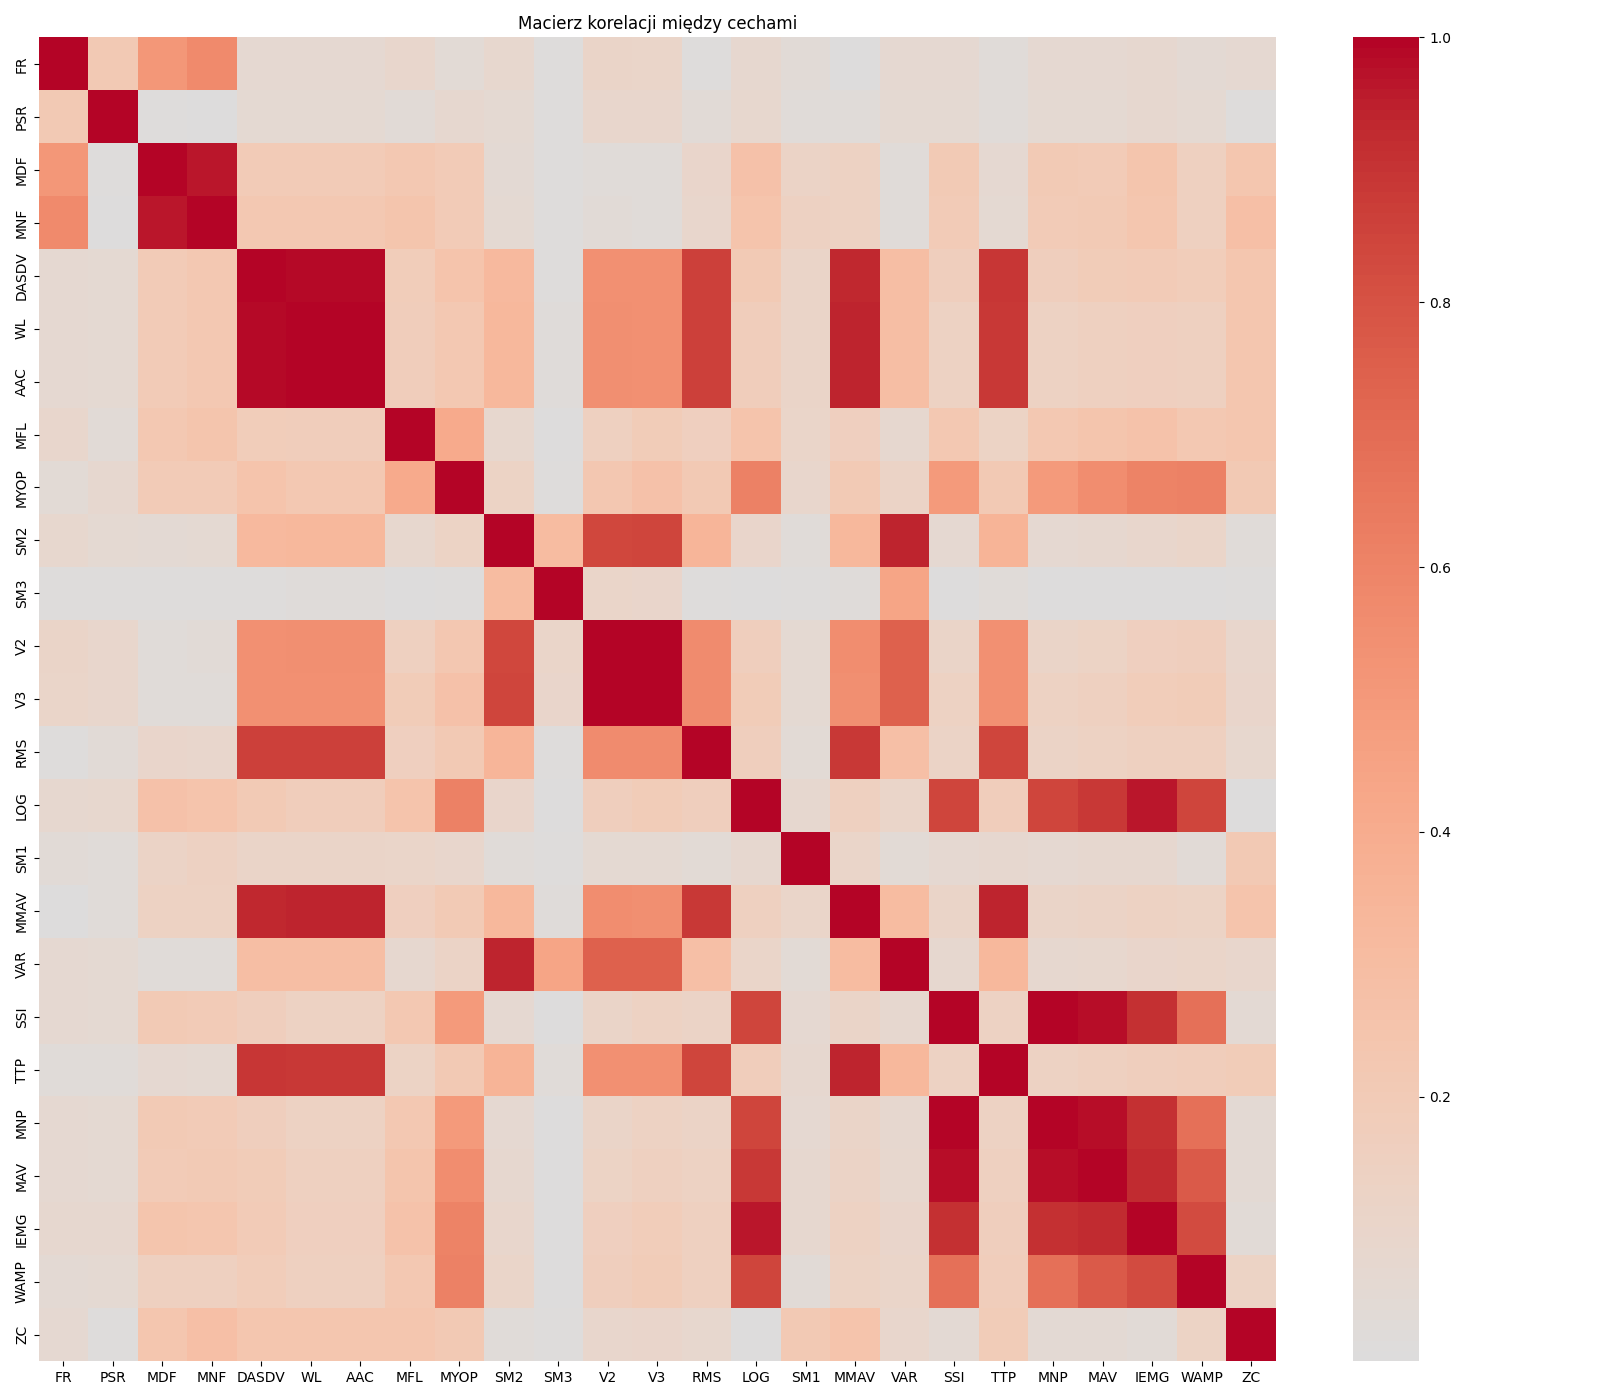 Macierz korelacji między cechami
FR
PSR
MDF
MNF
DASDV
WL
AAC
MFL
MYOP
SM2
SM3
V2
V3
RMS
LOG
SM1
MMAV
VAR
SSI
TTP
MNP
MAV
IEMG
WAMP
ZC
FR PSR MDF MNF DASDV WL AAC MFL MYOP SM2 SM3 V2 V3 RMS LOG SM1 MMAV VAR SSI TTP MNP MAV IEMG WAMP ZC
1.0
0.8
0.6
0.4
0.2